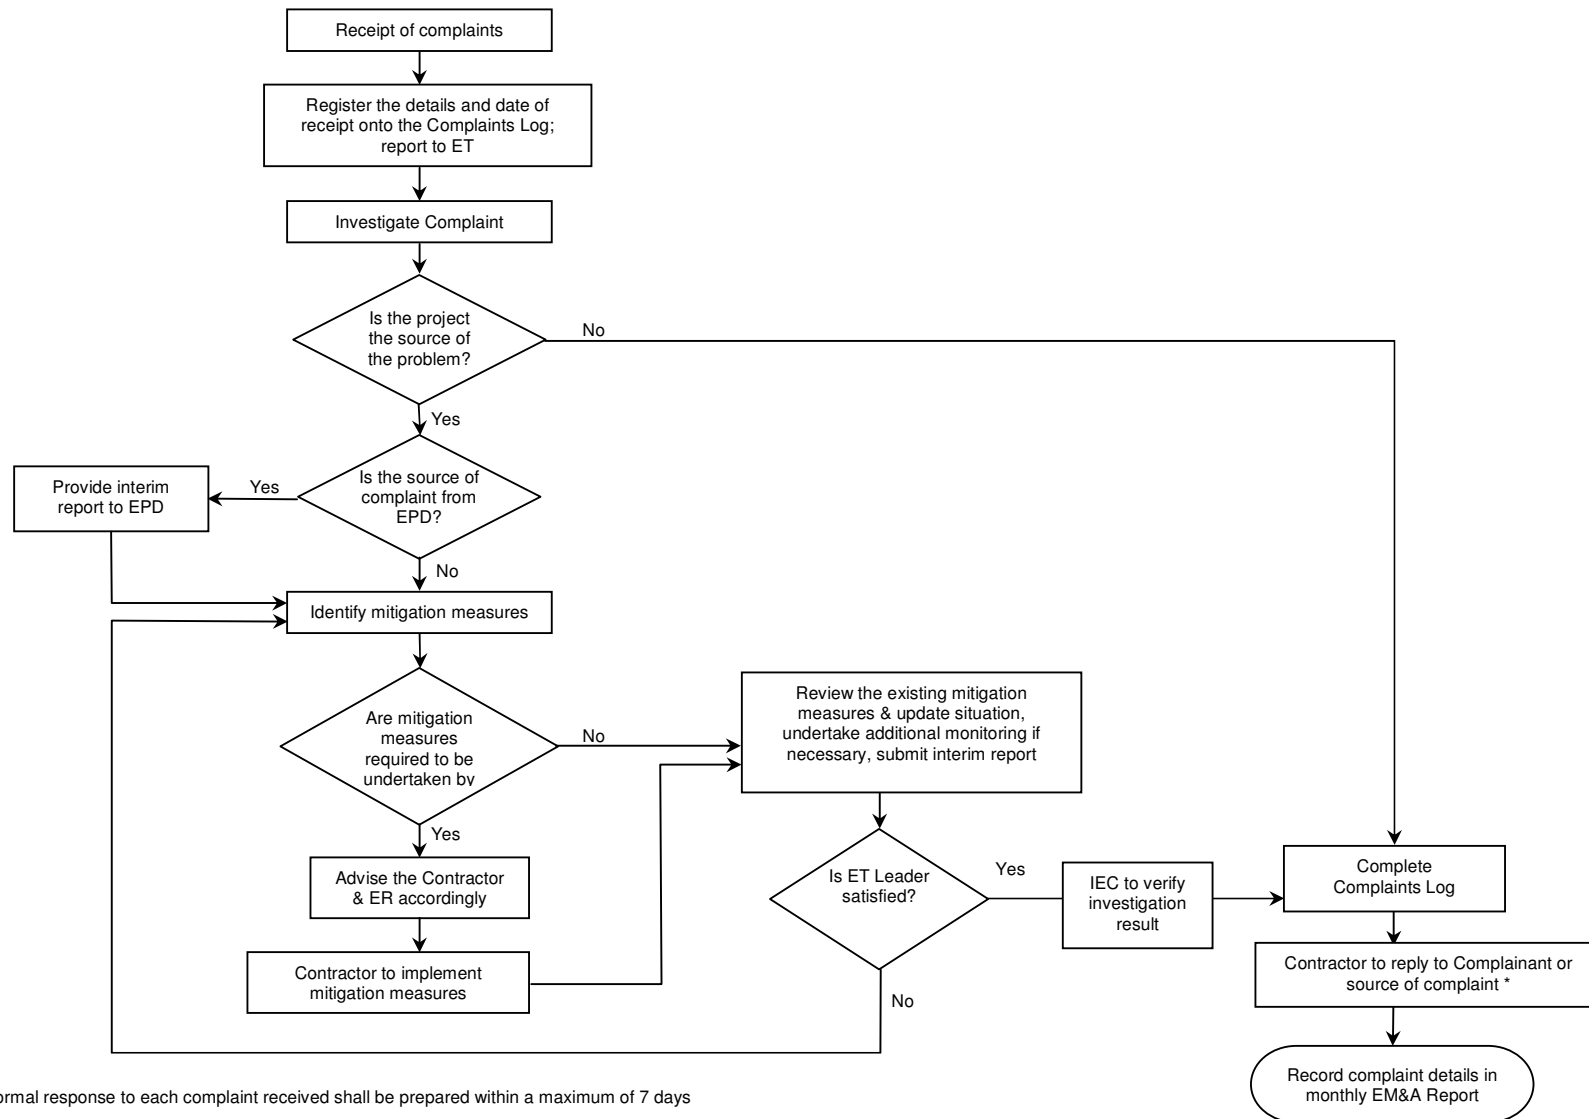 Receipt of complaints
Register the details and date of
receipt onto the Complaints Log;
report to ET
Investigate Complaint
Is the project
the source of
the problem?
No
Yes
Is the source of
complaint from
EPD?
Yes
Provide interim
report to EPD
No
Identify mitigation measures
Are mitigation
measures
required to be
undertaken by
No
Review the existing mitigation
measures & update situation,
undertake additional monitoring if
necessary, submit interim report
Yes
Advise the Contractor
& ER accordingly
Contractor to implement
mitigation measures
Is ET Leader
satisfied?
Yes
IEC to verify
investigation
result
No
Complete
Complaints Log
Contractor to reply to Complainant or
source of complaint *
Record complaint details in
monthly EM&A Report
ormal response to each complaint received shall be prepared within a maximum of 7 days